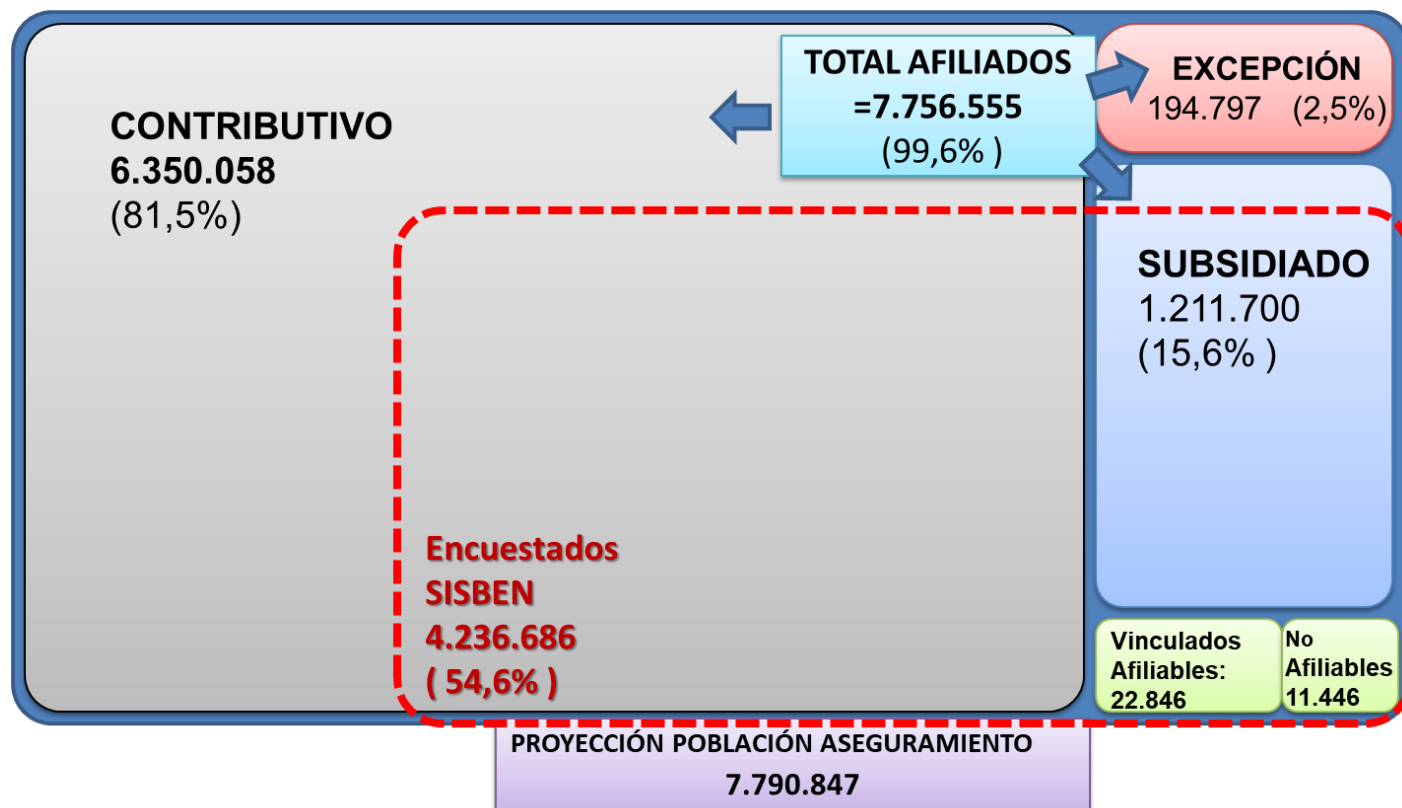 CONTRIBUTIVO
6.350.058
(81,5%)
TOTAL AFILIADOS
=7.756.555
(99,6% )
EXCEPCIÓN
194.797 (2,5%)
SUBSIDIADO
1.211.700
(15,6% )
Encuestados
SISBEN
4.236.686
( 54,6% )
Vinculados
Afiliables:
22.846
No
Afiliables
11.446
PROYECCIÓN POBLACIÓN ASEGURAMIENTO
7.790.847